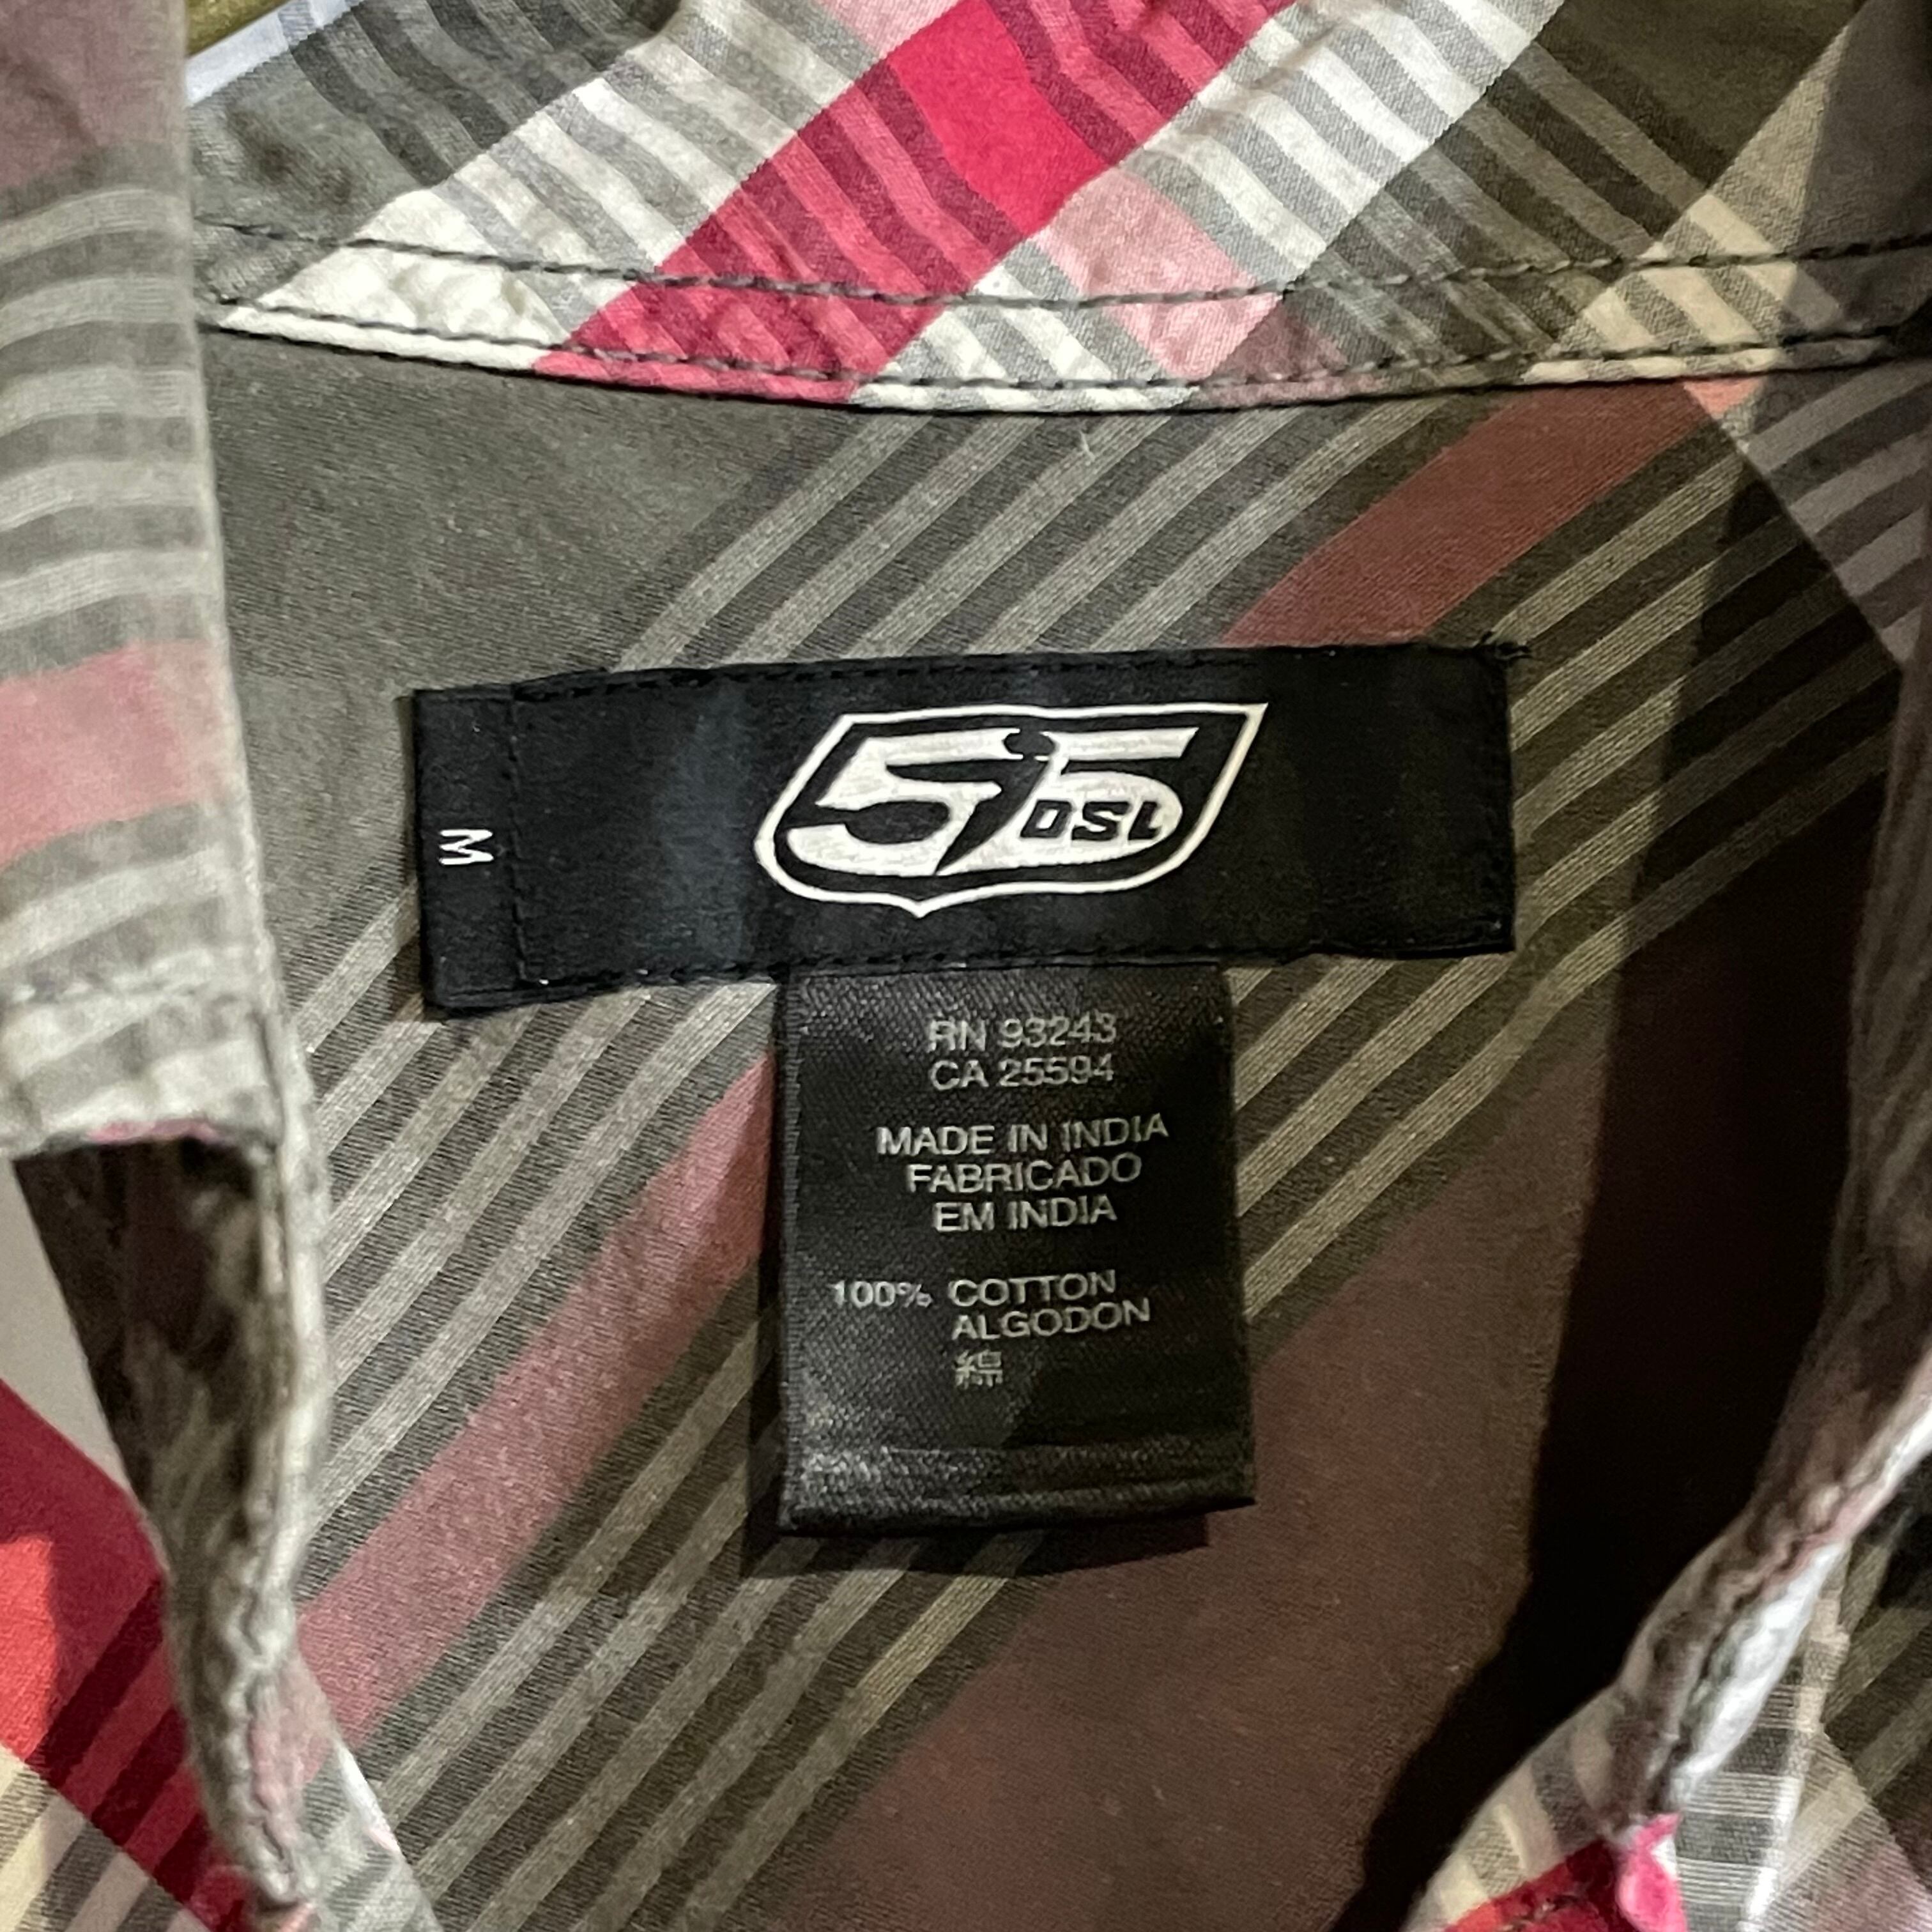 M
55
DSL
RN 93243
CA 25594
MADE IN INDIA
FABRICADO
EM INDIA
100% COTTON
ALGODON
綿